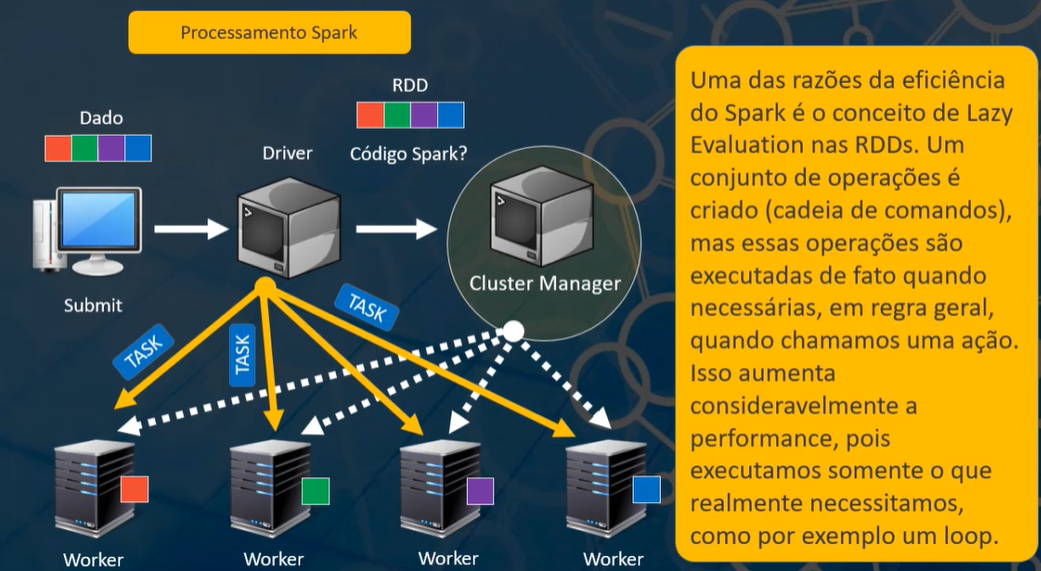 Processamento Spark
RDD
Dado
Driver
Código Spark?
Cluster Manager
Submit
TASK
TASK
TASK
Worker
Worker
Worker
Worker
Uma das razões da eficiência
do Spark é o conceito de Lazy
Evaluation nas RDDs. Um
conjunto de operações é
criado (cadeia de comandos),
mas essas operações são
executadas de fato quando
necessárias, em regra geral,
quando chamamos uma ação.
Isso aumenta
consideravelmente a
performance, pois
executamos somente o que
realmente necessitamos,
como por exemplo um loop.